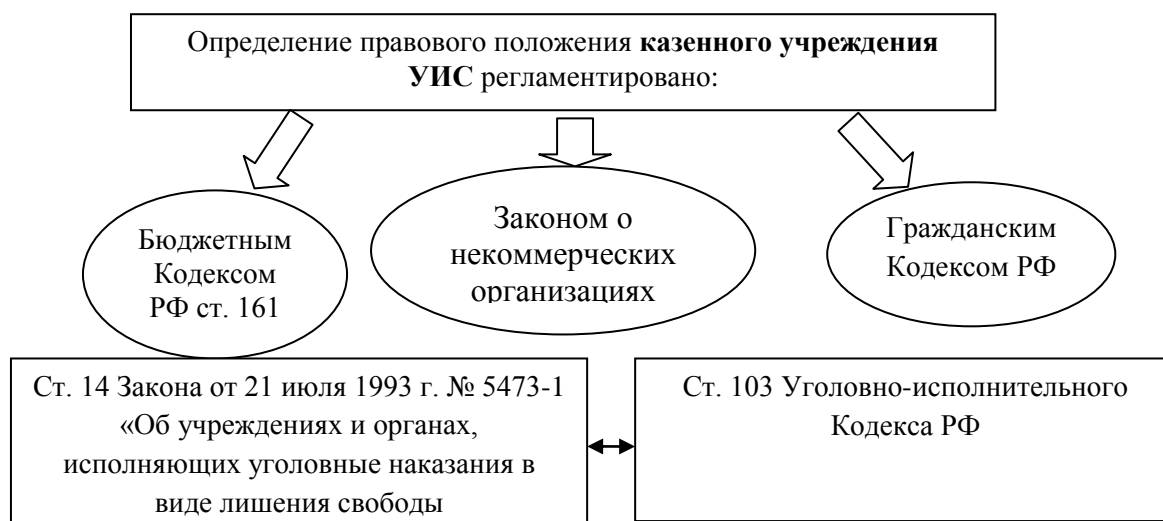 Определение правового положения казенного учреждения
УИС регламентировано:
Бюджетным
Кодексом
РФ ст. 161
Законом о
некоммерческих
организациях
Гражданским
Кодексом РФ
Ст. 14 Закона от 21 июля 1993 г. № 5473-1
«Об учреждениях и органах,
исполняющих уголовные наказания в
виде лишения свободы
Ст. 103 Уголовно-исполнительного
Кодекса РФ